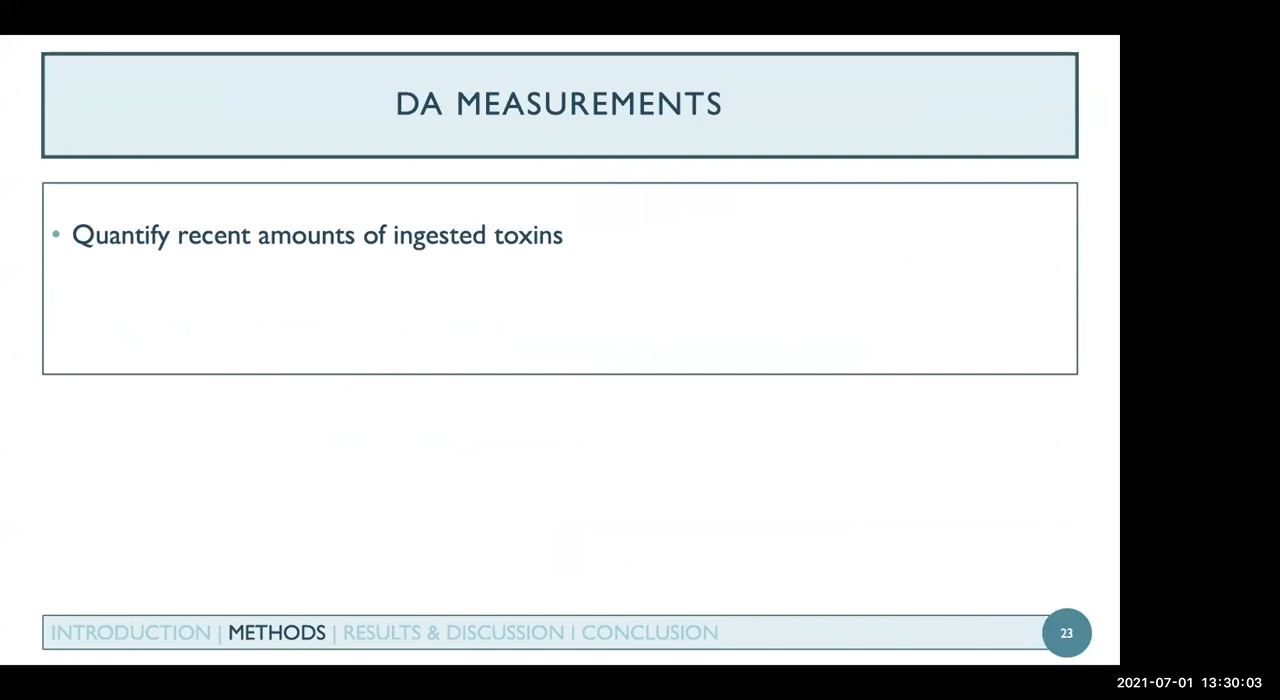 DA MEASUREMENTS
• Quantify recent amounts of ingested toxins
INTRODUCTION | METHODS | RESULTS & DISCUSSION I CONCLUSION
23
2021-07-01 13:30:03